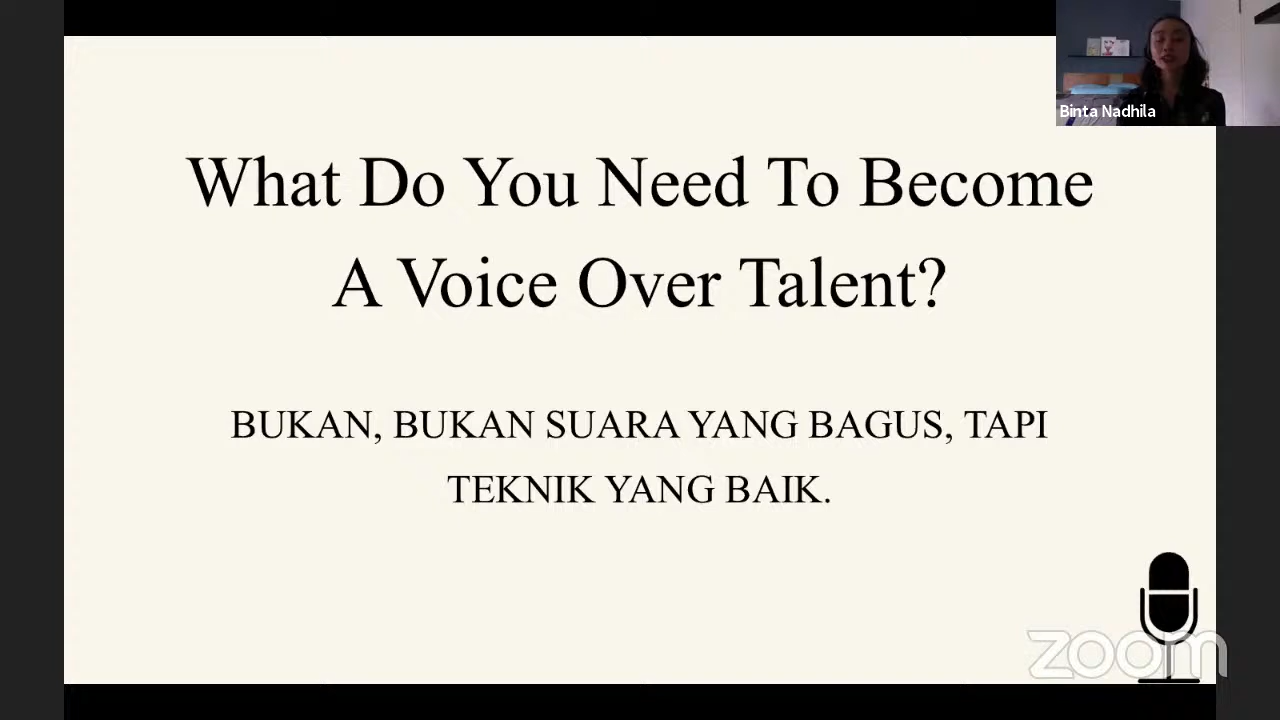 Binta Nadhila
What Do You Need To Become
A Voice Over Talent?
BUKAN, BUKAN SUARA YANG BAGUS, TAPI
TEKNIK YANG BAIK.
zoom